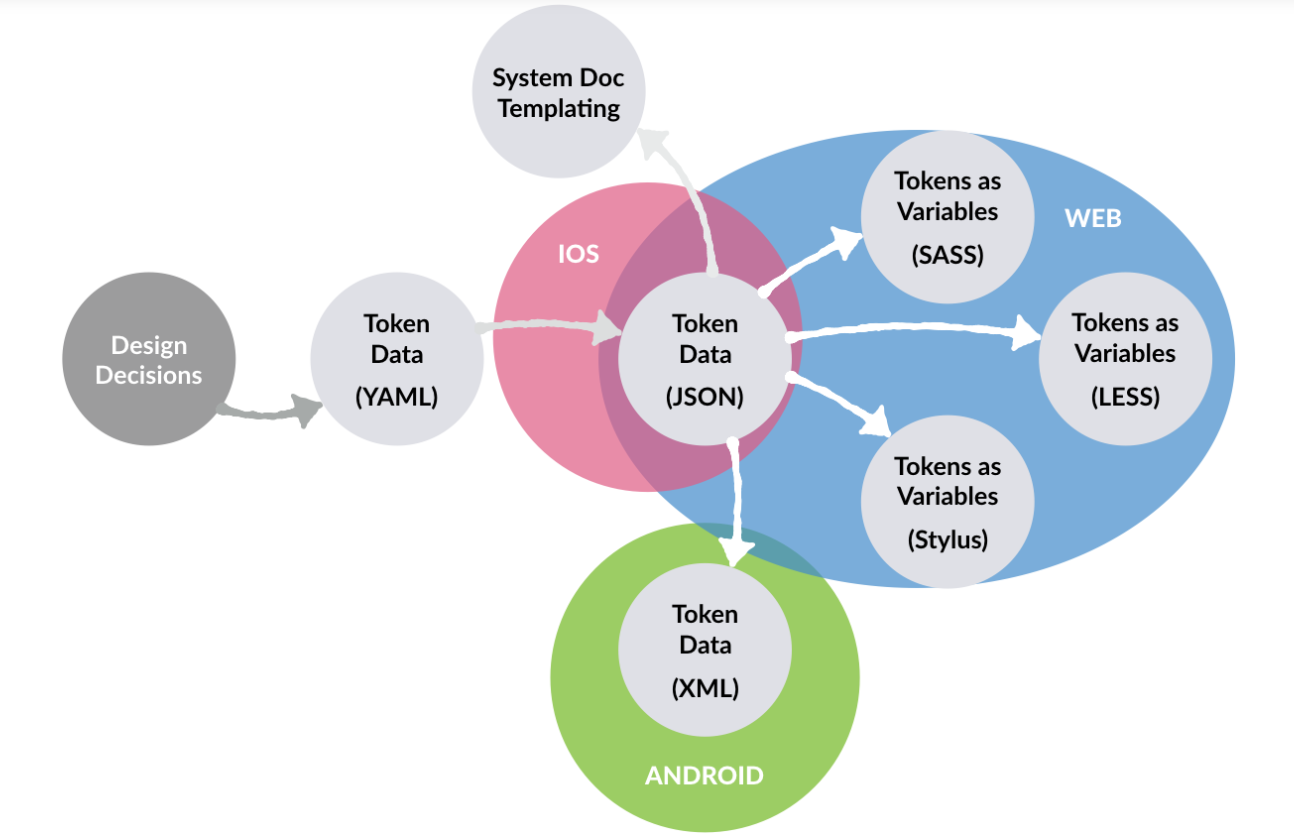 System Doc
Templating
Tokens as
Variables
(SASS)
WEB
IOS
Design
Decisions
Token
Data
(YAML)
Token
Data
(JSON)
Tokens as
Variables
(LESS)
Tokens as
Variables
(Stylus)
Token
Data
(XML)
ANDROID